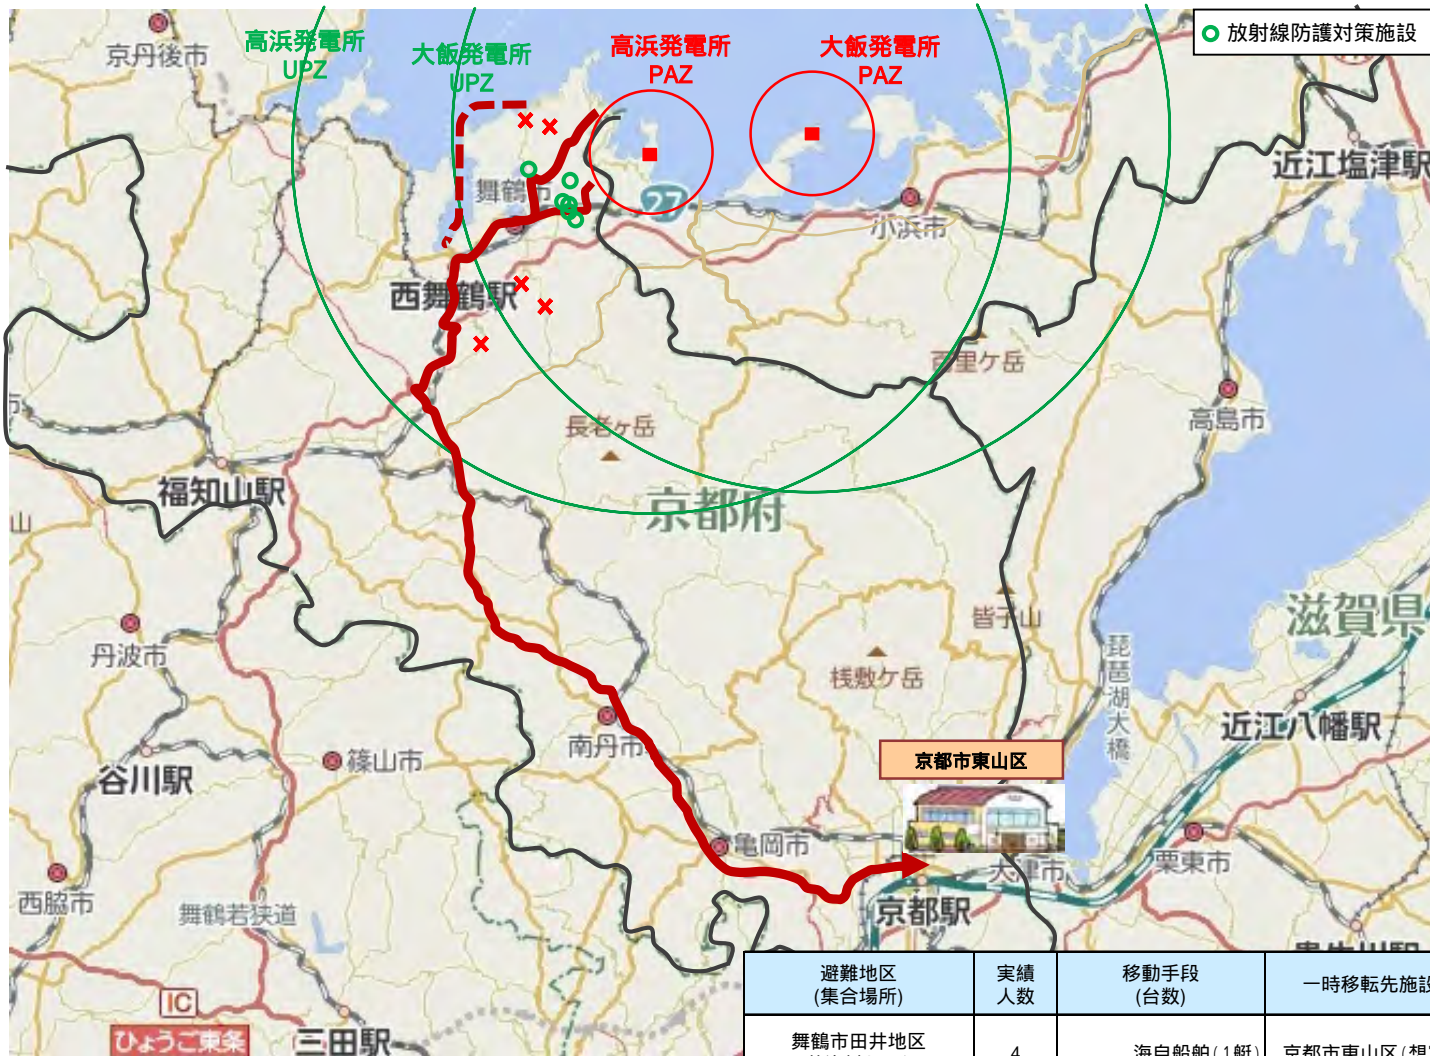 放射線防護対策施設
高浜発電所
UPZ
大飯発電所
UPZ
高浜発電所
PAZ
大飯発電所
PAZ
京丹後市
近江塩津駅
舞鶴市
27
小浜市
西舞鶴駅
百里ケ岳
高島市
長老ヶ岳
福知山駅
京都府
山
皆子山
滋賀県
丹波市
琵琶湖大橋
桟敷ケ岳
近江八幡駅
南丹市
京都市東山区
篠山市
谷川駅
亀岡市
栗東市
大津市
西脇市
舞鶴若狭道
京都駅
IC
ひょうご東条
三田駅
避難地区
(集合場所)
実績
人数
移動手段
(台数)
一時移転先施設
舞鶴市田井地区
4
海自船舶(1艇)
京都市東山区(想